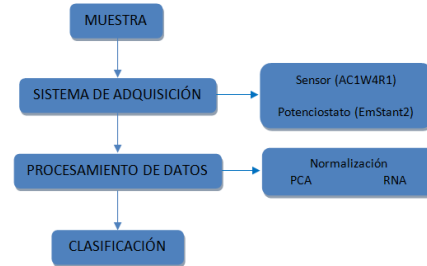 MUESTRA
SISTEMA DE ADQUISICIÓN
Sensor (AC1W4R1)
Potenciostato (EmStant2)
PROCESAMIENTO DE DATOS
Normalización
PCA RNA
CLASIFICACIÓN